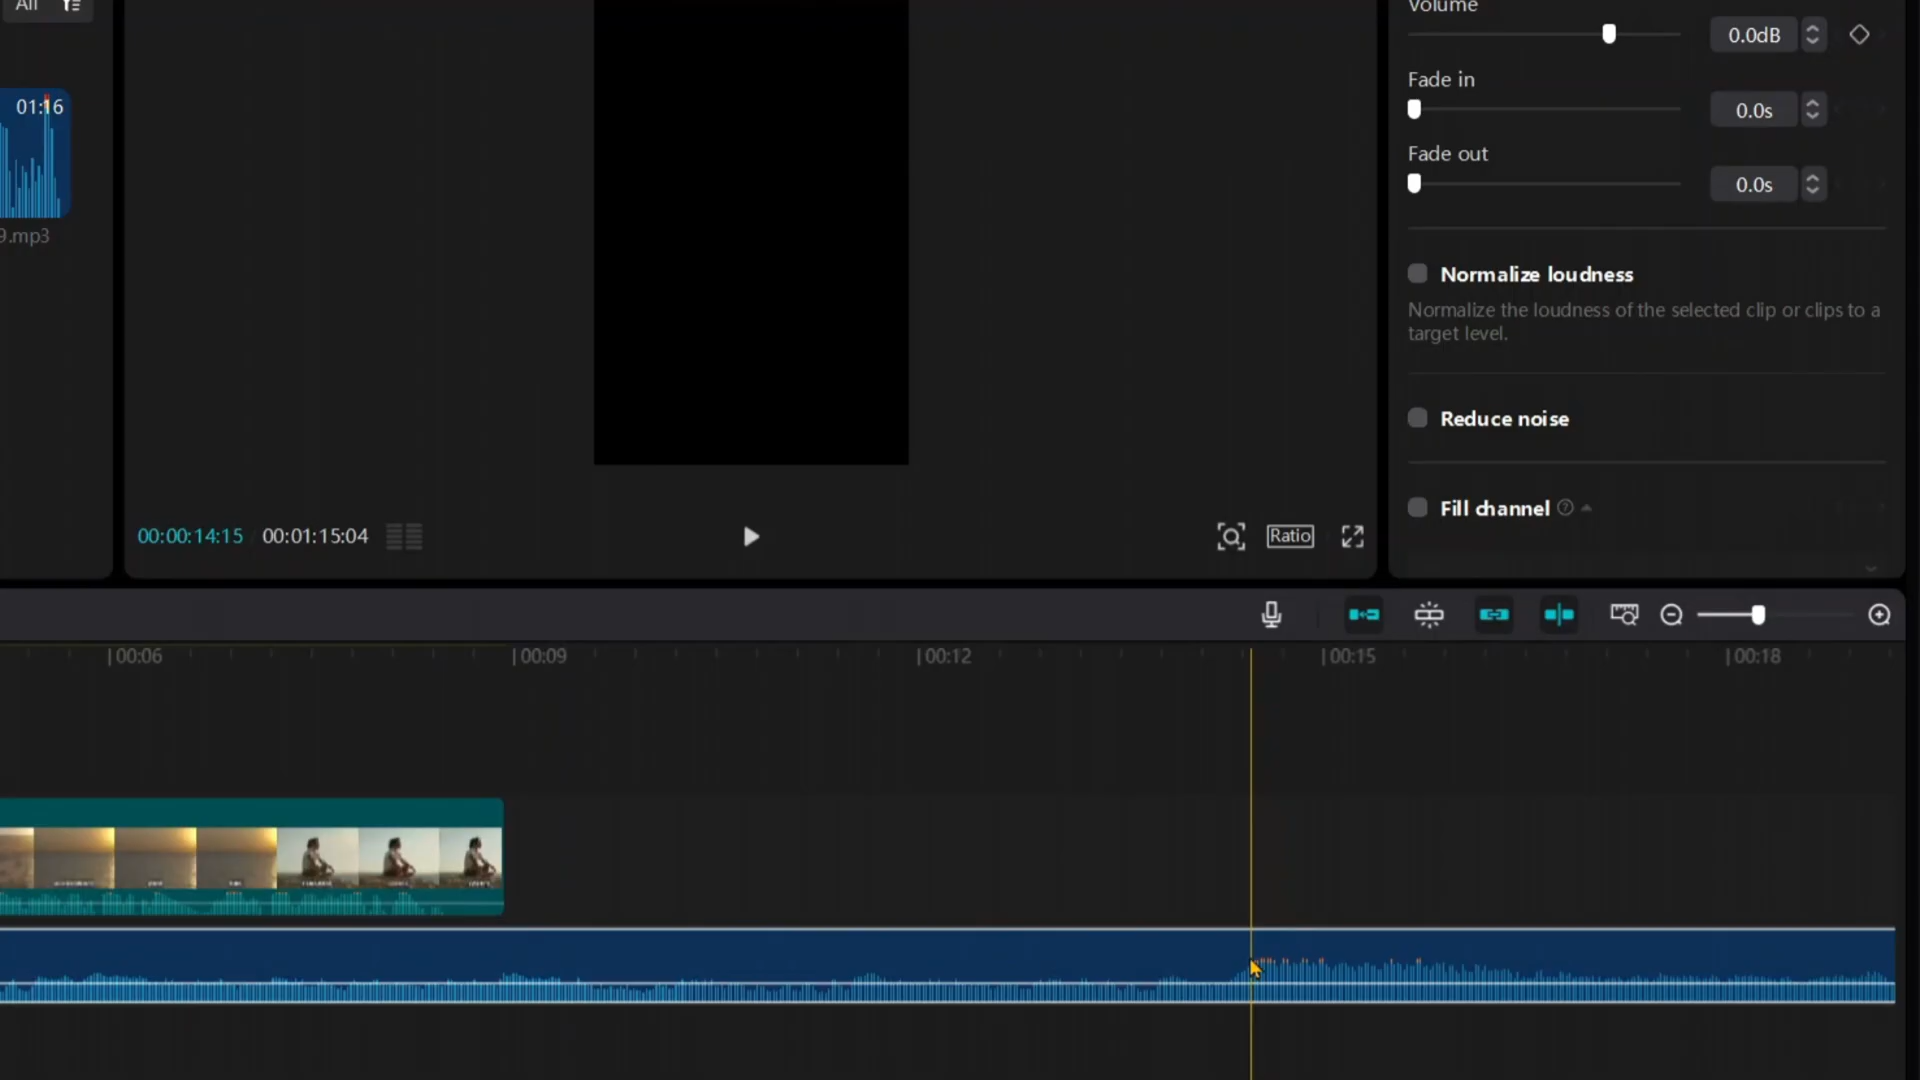 All
01:16
9.mp3
Volume
0.0dB
Fade in
0.0s
Fade out
0.0s
Normalize loudness
Normalize the loudness of the selected clip or clips to a
target level.
Reduce noise
Fill channel
00:00:14:15 00:01:15:04
Ratio
00:06 00:09 00:12 00:15 00:18